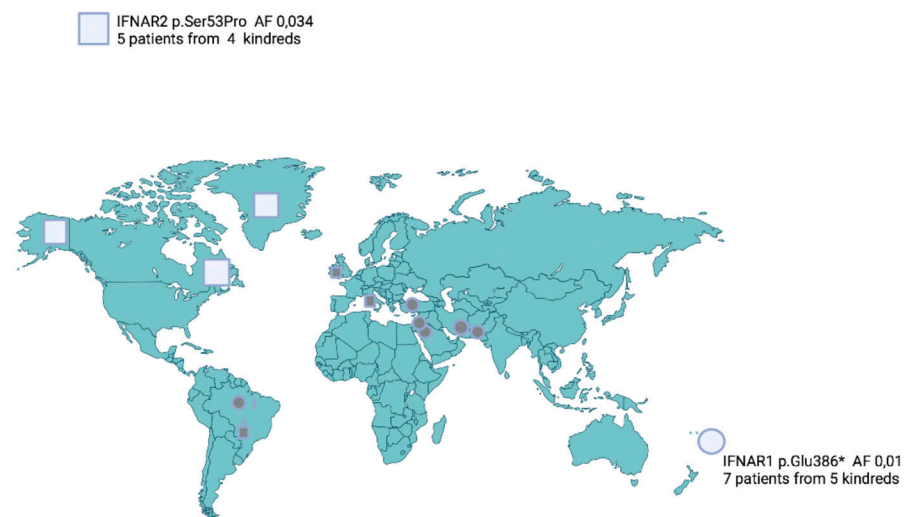 IFNAR2 p.Ser53Pro AF 0,034
5 patients from 4 kindreds
IFNAR1 p.Glu386* AF 0,01
7 patients from 5 kindreds